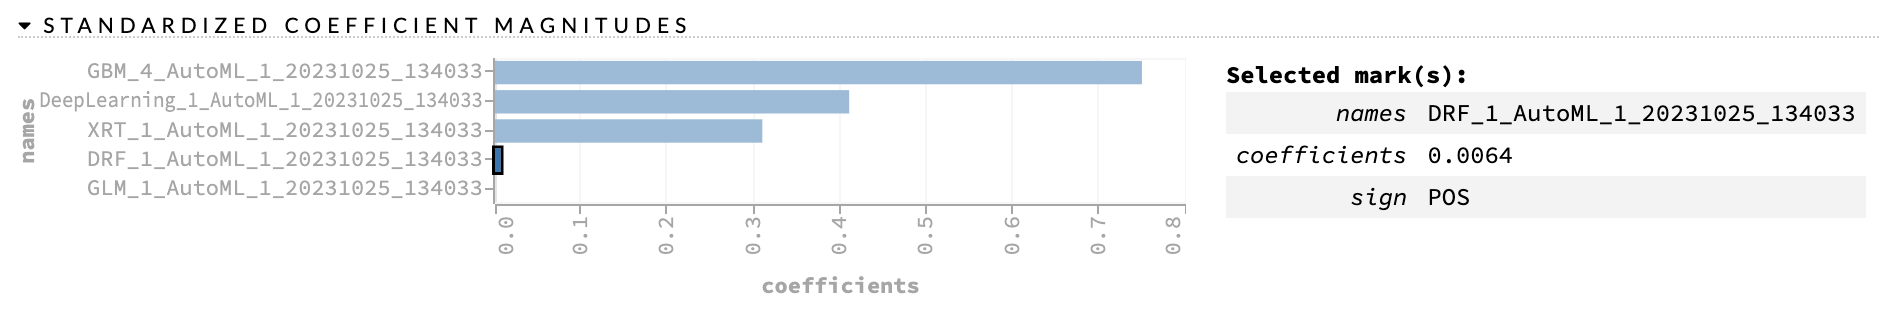 STANDARDIZED COEFFICIENT MAGNITUDES
names
GBM_4_AutoML_1_20231025_134033
DeepLearning_1_AutoML_1_20231025_134033
XRT_1_AutoML_1_20231025_134033
DRF_1_AutoML_1_20231025_134033
GLM_1_AutoML_1_20231025_134033
0.0 0.1 0.2 0.3 0.4 0.5 0.6 0.7 0.8
coefficients
Selected mark(s):
names DRF_1_AutoML_1_20231025_134033
coefficients 0.0064
sign POS